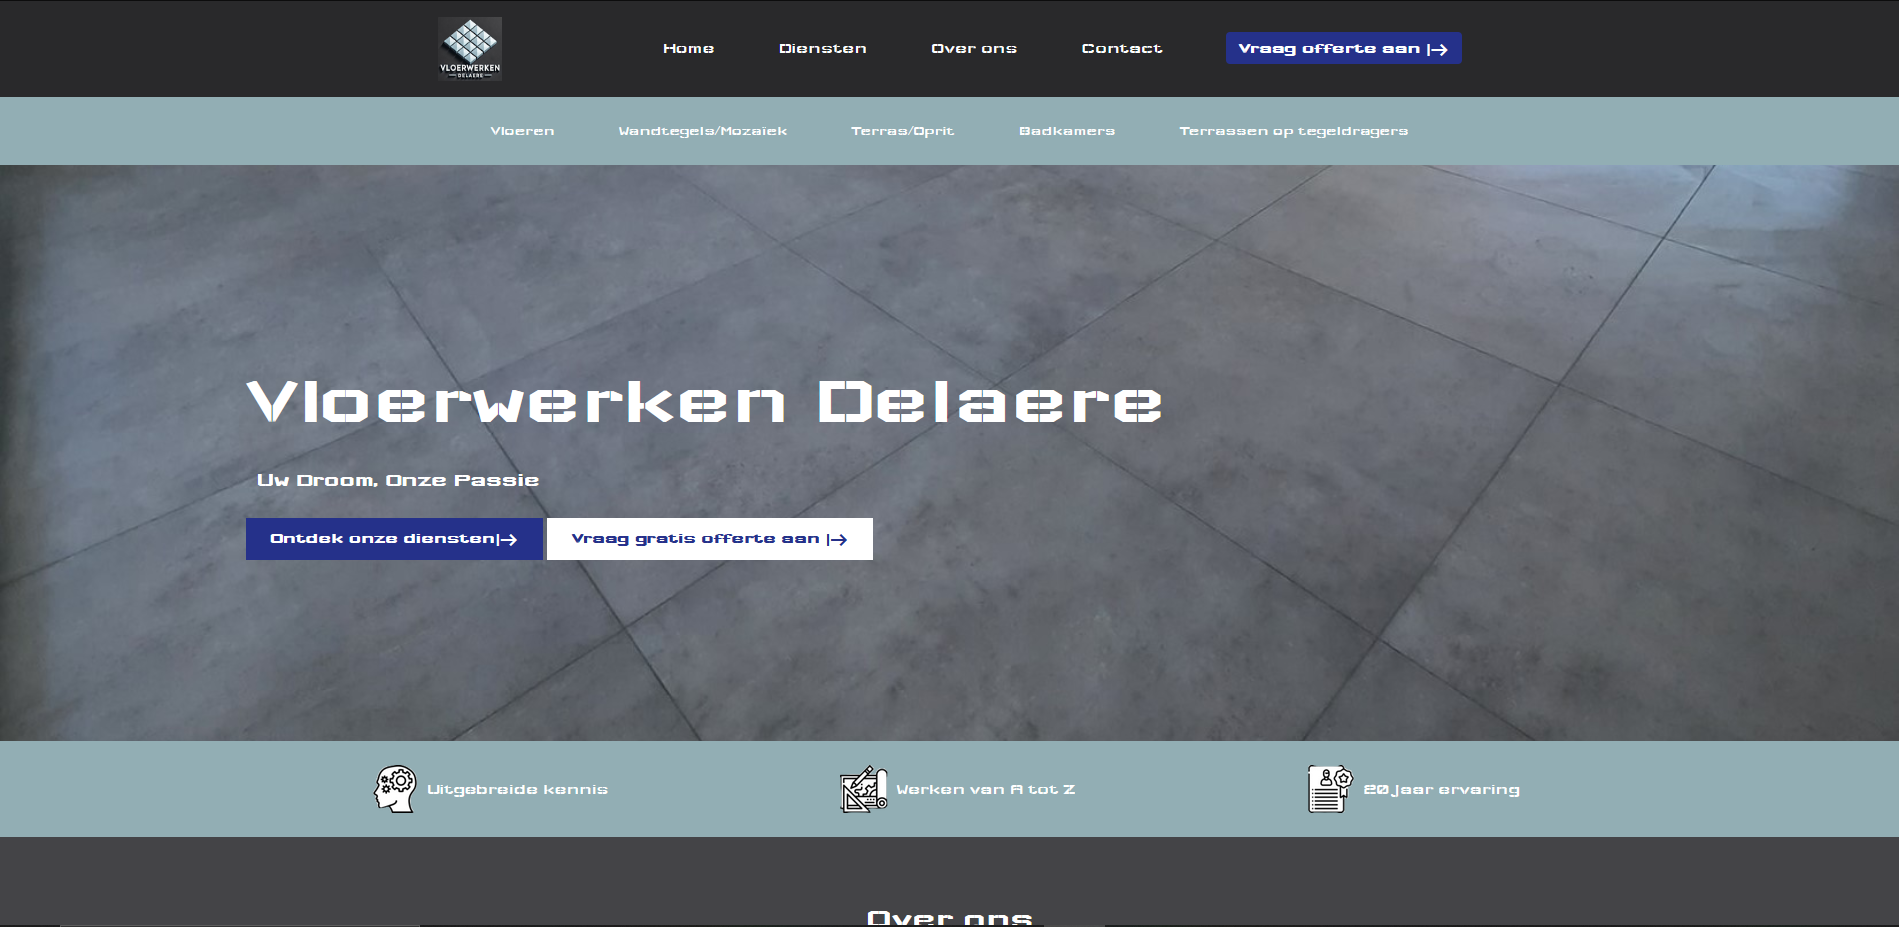 VLOERWERKEN
DELAERE
Home Diensten Over ons Contact Vraag offerte aan |→
Vloeren Wandtegels/Mozaïek Terras/Oprit Badkamers Terrassen op tegeldragers
Vloerwerken Delaere
Uw Droom, Onze Passie
Ontdek onze diensten|→ Vraag gratis offerte aan |→
Uitgebreide kennis Werken van A tot Z 20 jaar ervaring
Over ons